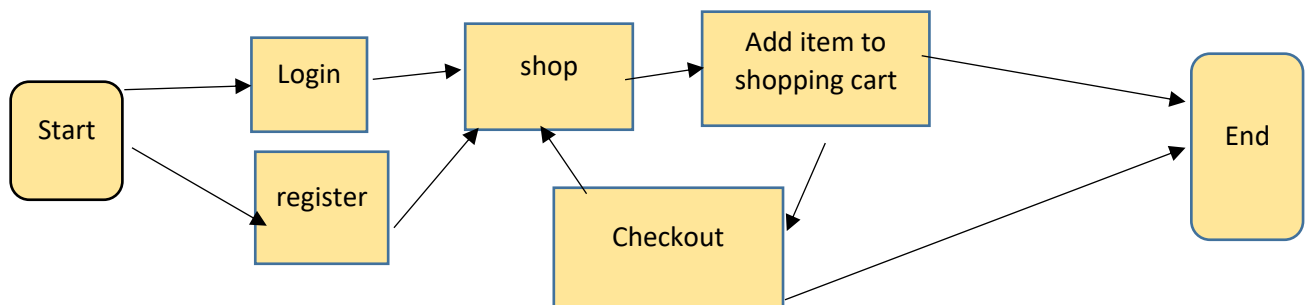 Start
Login
register
shop
Add item to
shopping cart
Checkout
End